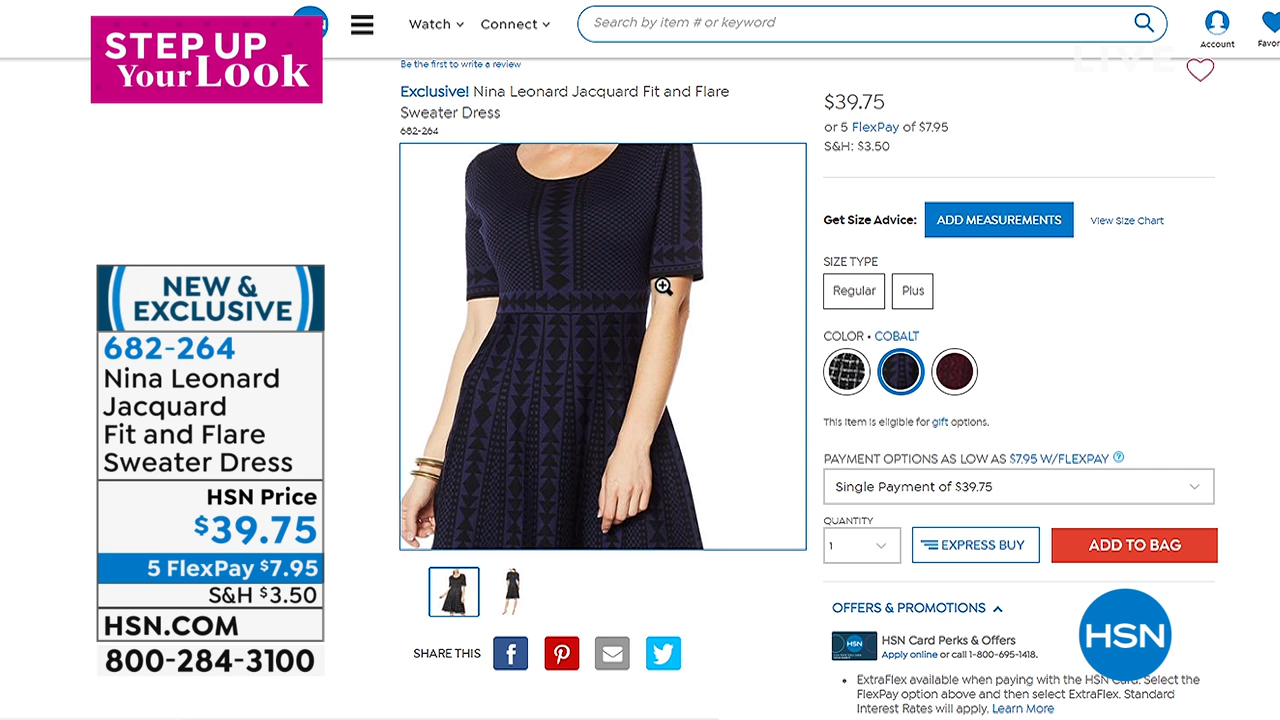 STEP UP
Your Look
Watch
Connect
Search by item # or keyword
Account
LIVE
Be the first to write a review
Exclusive! Nina Leonard Jacquard Fit and Flare
Sweater Dress
682-264
$39.75
or 5 FlexPay of $7.95
S&H: $3.50
Get Size Advice:
ADD MEASUREMENTS
View Size Chart
SIZE TYPE
Regular
Plus
COLOR • COBALT
This item is eligible for gift options.
PAYMENT OPTIONS AS LOW AS $7.95 W/FLEXPAY ?
Single Payment of $39.75
QUANTITY
1
EXPRESS BUY
ADD TO BAG
OFFERS & PROMOTIONS
HSN
HSN Card Perks & Offers
Apply online or call 1-800-695-1418.
• ExtraFlex available when paying with the HSN Card. Select the
FlexPay option above and then select ExtraFlex. Standard
Interest Rates will apply. Learn More
SHARE THIS
NEW &
EXCLUSIVE
682-264
Nina Leonard
Jacquard
Fit and Flare
Sweater Dress
HSN Price
$39.75
5 FlexPay $7.95
S&H $3.50
HSN.COM
800-284-3100
HSN